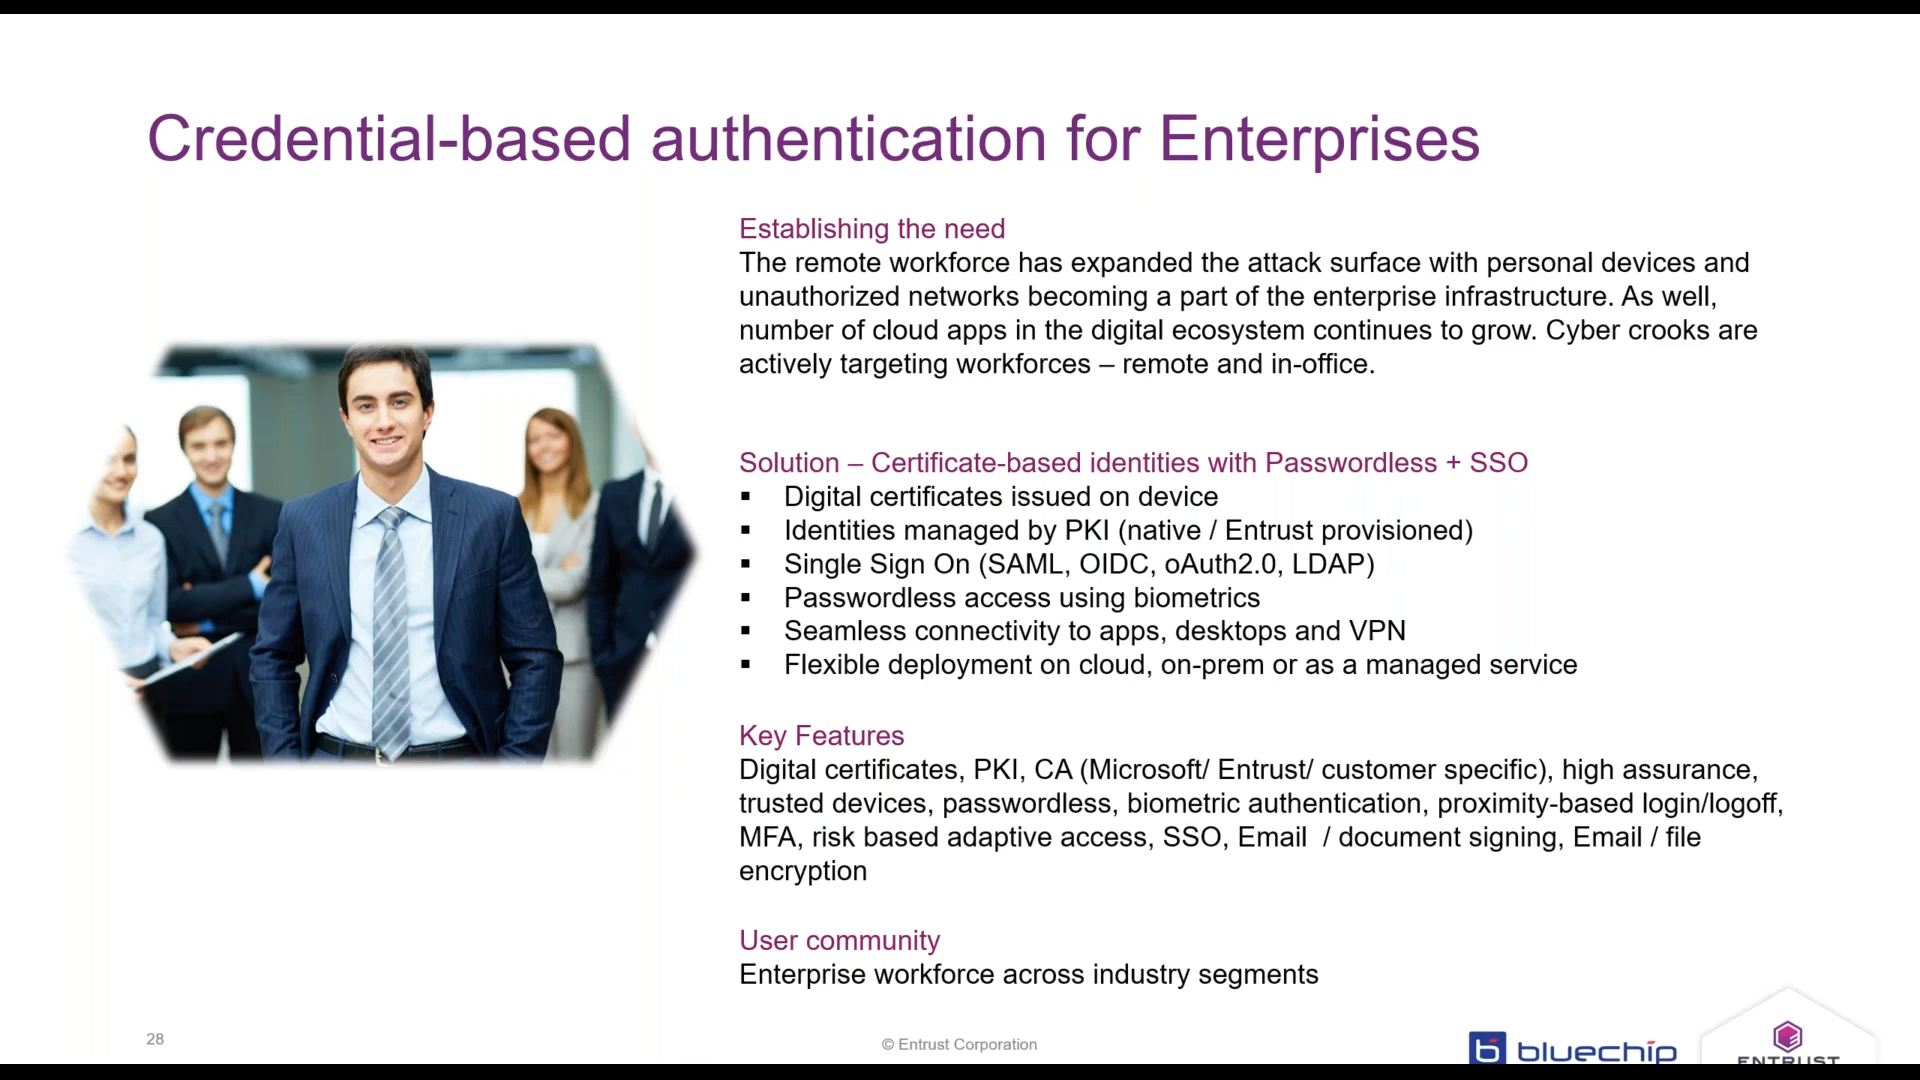 Credential-based authentication for Enterprises
Establishing the need
The remote workforce has expanded the attack surface with personal devices and
unauthorized networks becoming a part of the enterprise infrastructure. As well,
number of cloud apps in the digital ecosystem continues to grow. Cyber crooks are
actively targeting workforces – remote and in-office.
Solution – Certificate-based identities with Passwordless + SSO
▪ Digital certificates issued on device
▪ Identities managed by PKI (native / Entrust provisioned)
▪ Single Sign On (SAML, OIDC, oAuth2.0, LDAP)
▪ Passwordless access using biometrics
▪ Seamless connectivity to apps, desktops and VPN
▪ Flexible deployment on cloud, on-prem or as a managed service
Key Features
Digital certificates, PKI, CA (Microsoft/ Entrust/ customer specific), high assurance,
trusted devices, passwordless, biometric authentication, proximity-based login/logoff,
MFA, risk based adaptive access, SSO, Email  / document signing, Email / file
encryption
User community
Enterprise workforce across industry segments
28
© Entrust Corporation
b bluechip
ENTRUST